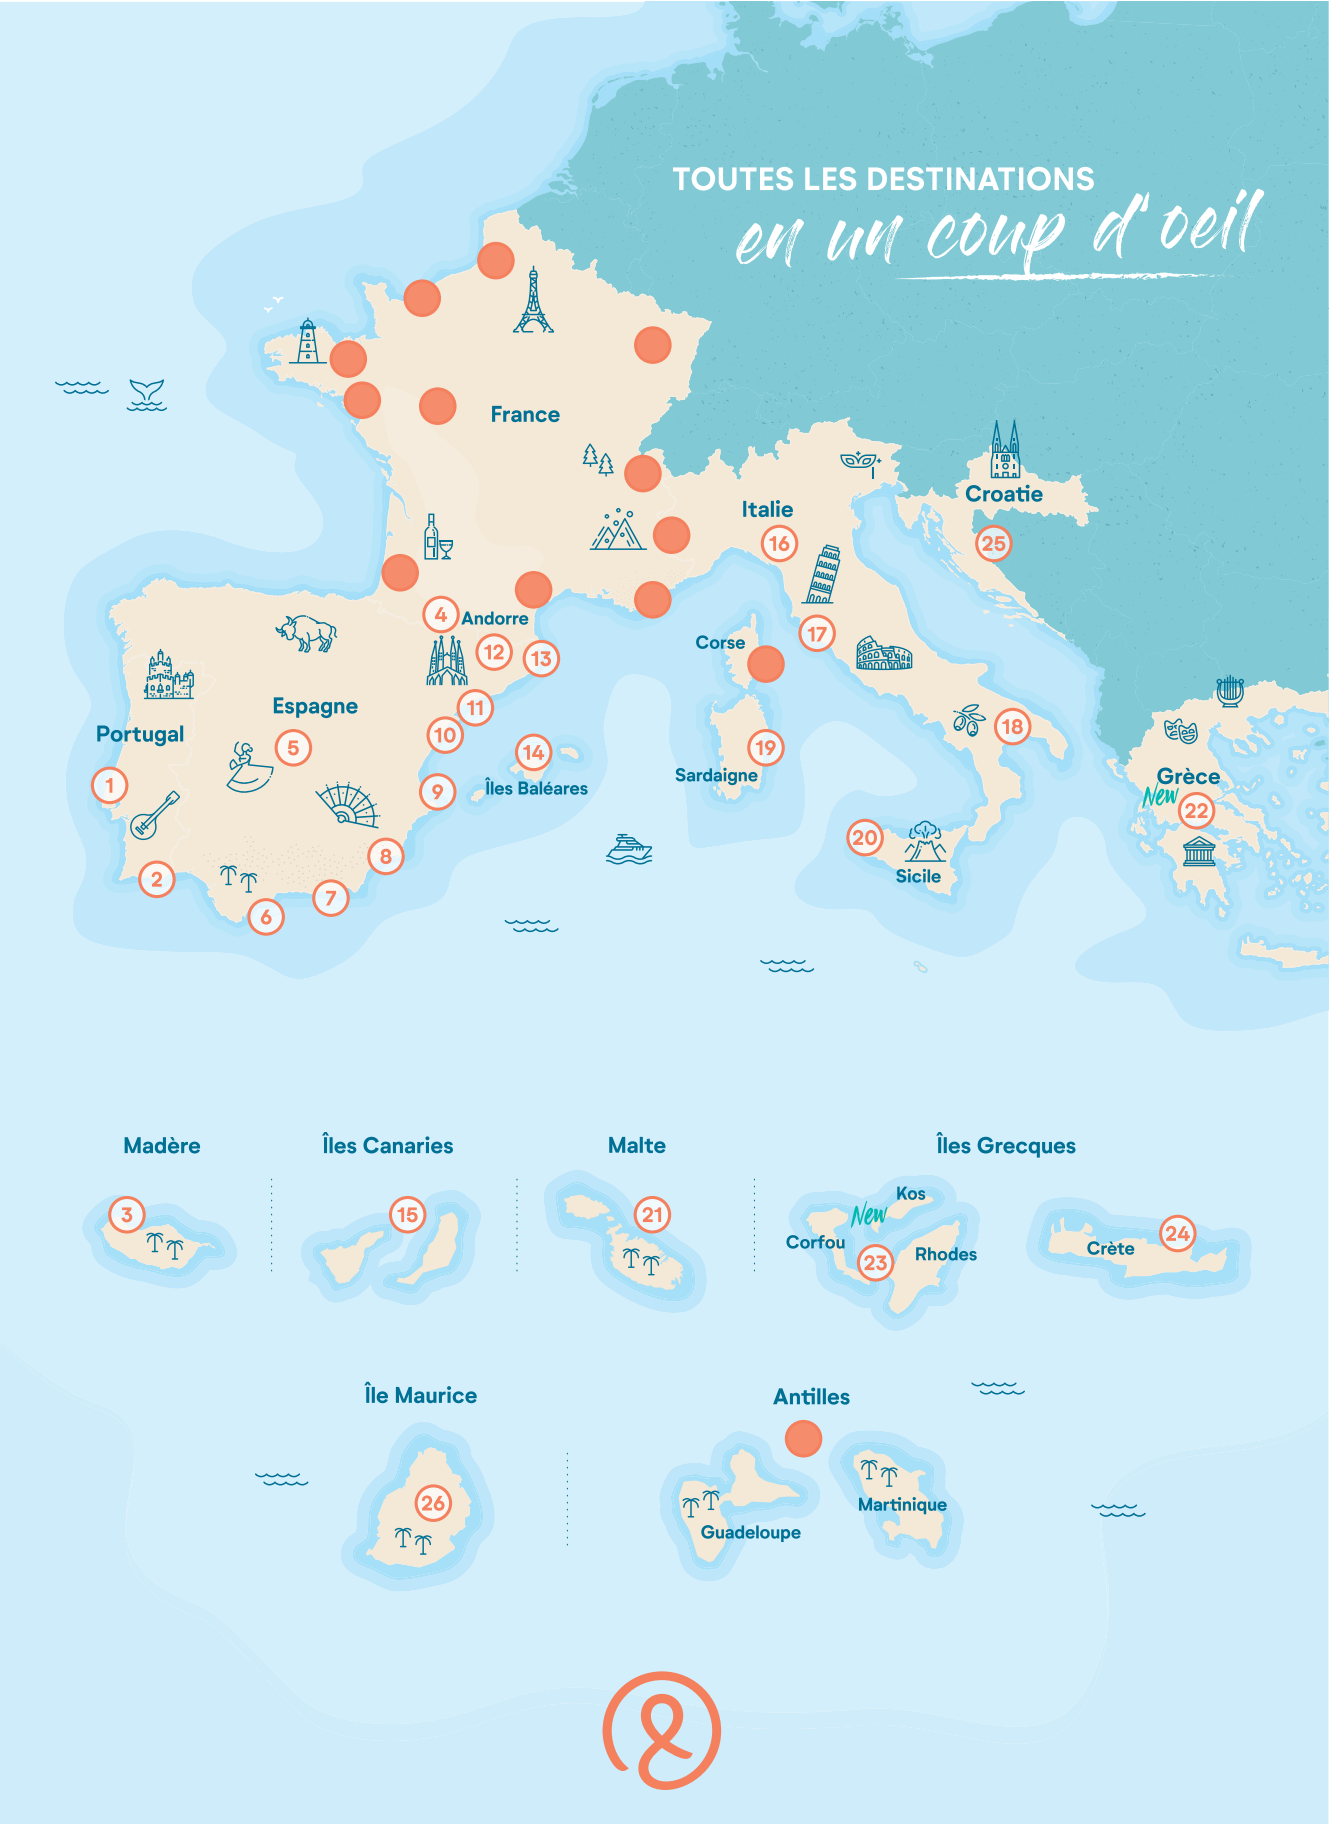 TOUTES LES DESTINATIONS
en un coup d'oeil
France
Italie
16
Croatie
25
4 Andorre
12
13
Corse
17
Espagne
11
Portugal
5
10
14
18
19
1
9
Îles Baléares
Sardaigne
Grèce
New
22
8
20
2
Sicile
7
6
Madère
Îles Canaries
Malte
Îles Grecques
3
15
21
Kos
New
Corfou
Rhodes
23
24
Crète
Île Maurice
Antilles
26
Martinique
Guadeloupe